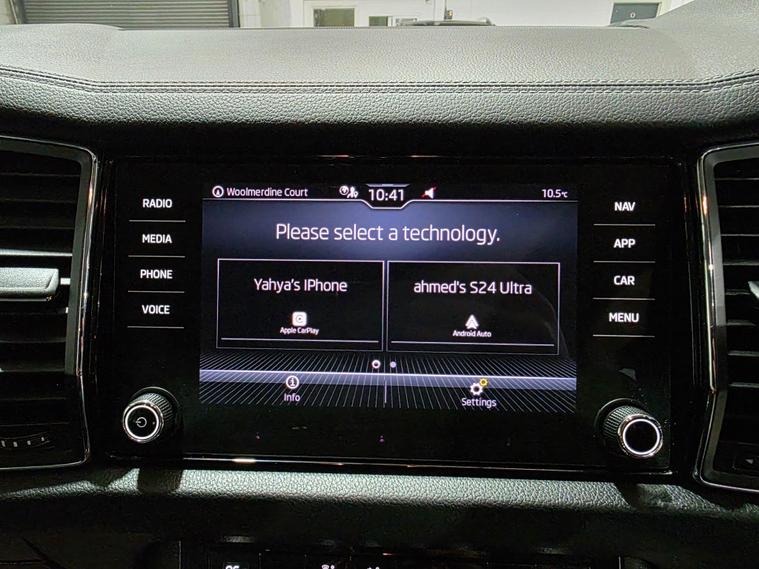 Woolmerdine Court
10:41
10.5°C
RADIO
MEDIA
PHONE
VOICE
Please select a technology.
Yahya's IPhone
Apple CarPlay
ahmed's S24 Ultra
Android Auto
Info
Settings
NAV
APP
CAR
MENU